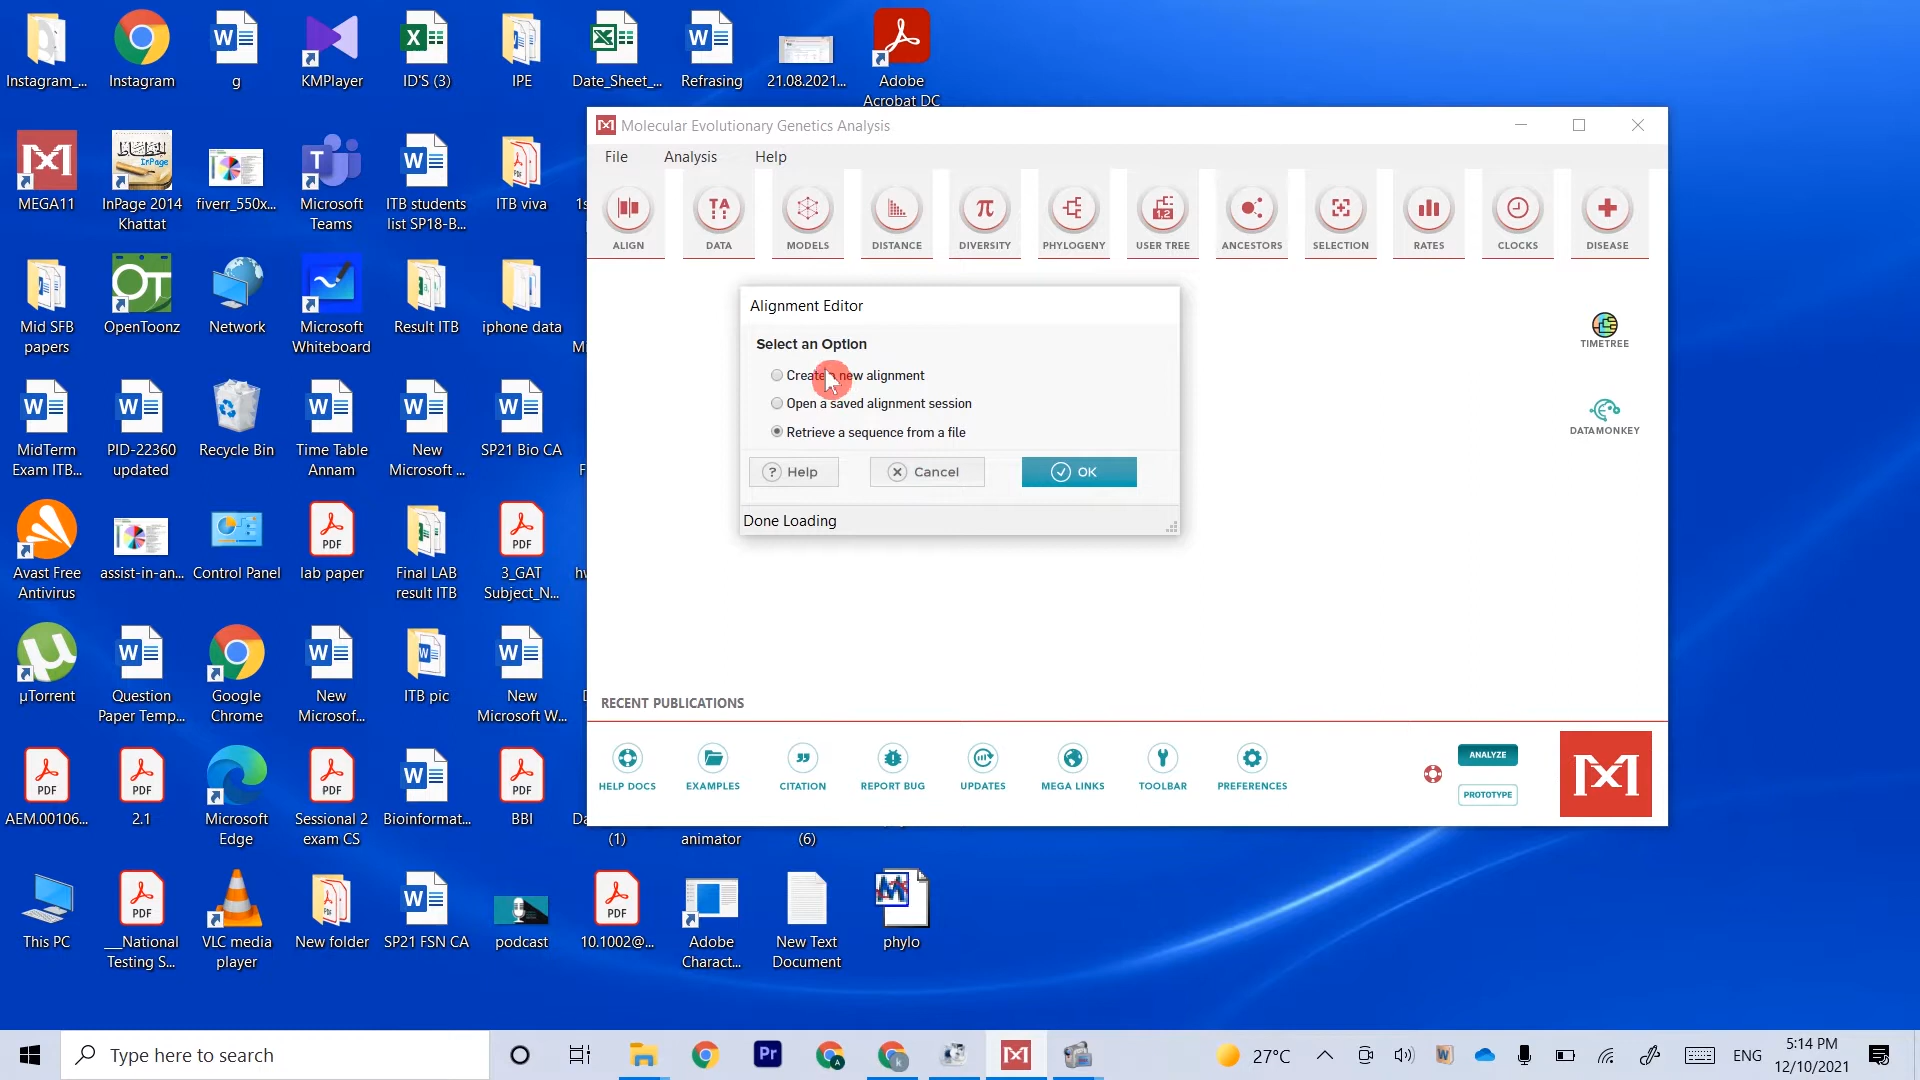 Instagram_...
Instagram
g
KMPlayer
ID'S (3)
IPE
Date_Sheet_...
Refrasing
21.08.2021...
Adobe
Acrobat DC
MEGA11
InPage 2014
Khattat
fiverr_550x...
Microsoft
Teams
ITB students
list SP18-B...
ITB viva
Mid SFB
papers
OpenToonz
Network
Microsoft
Whiteboard
Result ITB
iphone data
MidTerm
Exam ITB...
PID-22360
updated
Recycle Bin
Time Table
Annam
New
Microsoft ...
SP21 Bio CA
Avast Free
Antivirus
assist-in-an...
Control Panel
lab paper
Final LAB
result ITB
3_GAT
Subject_N...
µTorrent
Question
Paper Temp...
Google
Chrome
New
Microsof...
ITB pic
New
Microsoft W...
AEM.00106...
2.1
Microsoft
Edge
Sessional 2
exam CS
Bioinformat...
BBI
(1)
animator
(6)
This PC
___National
Testing S...
VLC media
player
New folder
SP21 FSN CA
podcast
10.1002@...
Adobe
Charact...
New Text
Document
phylo
Molecular Evolutionary Genetics Analysis
File Analysis Help
ALIGN DATA MODELS DISTANCE DIVERSITY PHYLOGENY USER TREE ANCESTORS SELECTION RATES CLOCKS DISEASE
TIMETREE
DATAMONKEY
Alignment Editor
Select an Option
Create new alignment
Open a saved alignment session
Retrieve a sequence from a file
Help Cancel OK
Done Loading
RECENT PUBLICATIONS
HELP DOCS EXAMPLES CITATION REPORT BUG UPDATES MEGA LINKS TOOLBAR PREFERENCES
ANALYZE
PROTOTYPE
Type here to search
27°C
ENG
5:14 PM
12/10/2021